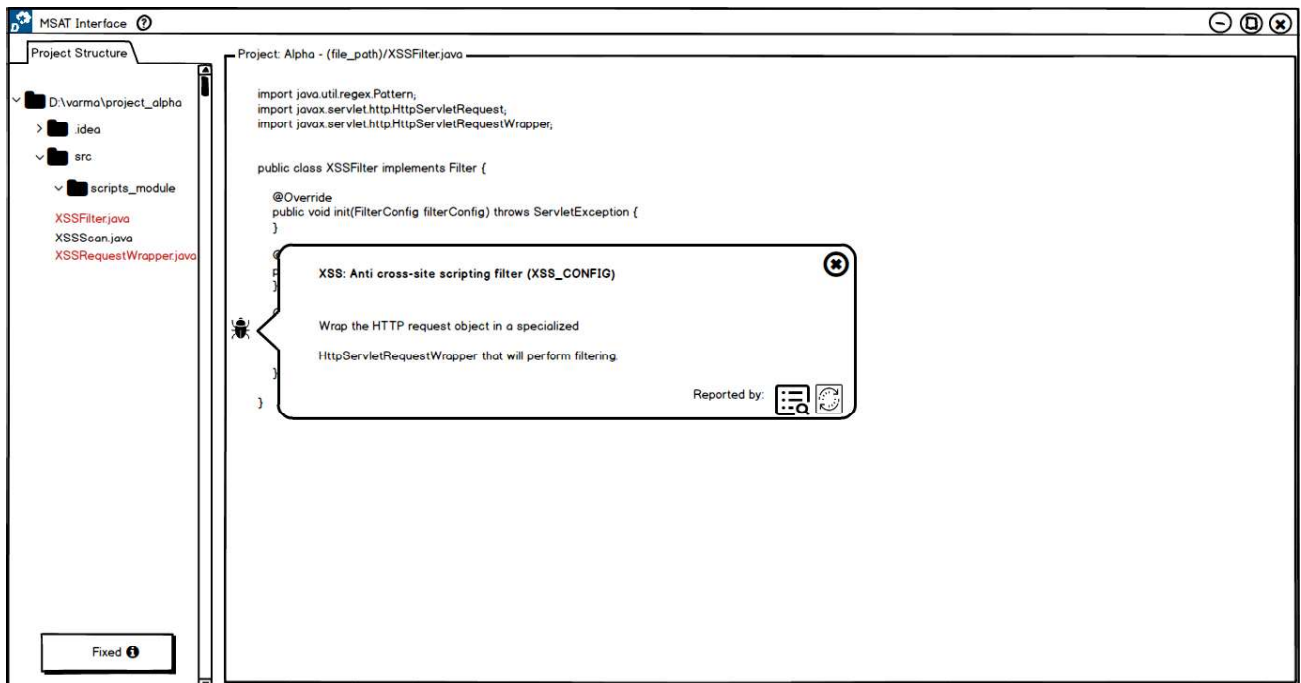 MSAT Interface ?
Project Structure
D:\varma\project_alpha
.idea
src
scripts_module
XSSFilter.java
XSSScan.java
XSSRequestWrapper.java
Fixed
Project: Alpha - (file_path)/XSSFilter.java
import java.util.regex.Pattern;
import javax.servlet.http.HttpServletRequest;
import javax.servlet.http.HttpServletRequestWrapper;
public class XSSFilter implements Filter {
@Override
public void init(FilterConfig filterConfig) throws ServletException {
}
}
}
}
XSS: Anti cross-site scripting filter (XSS_CONFIG)
Wrap the HTTP request object in a specialized
HttpServletRequestWrapper that will perform filtering.
Reported by: